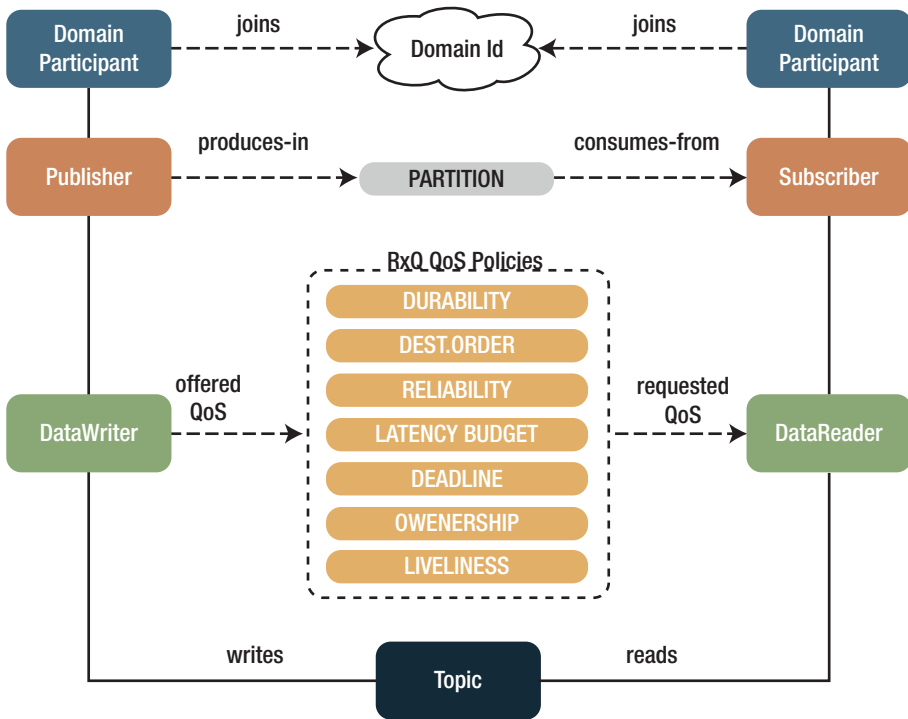 joins
joins
Domain
Participant
Domain Id
Domain
Participant
produces-in
consumes-from
Publisher
PARTITION
Subscriber
RxQ QoS Policies
DURABILITY
DEST.ORDER
offered
QoS
RELIABILITY
requested
QoS
DataWriter
LATENCY BUDGET
DataReader
DEADLINE
OWENERSHIP
LIVELINESS
writes
reads
Topic